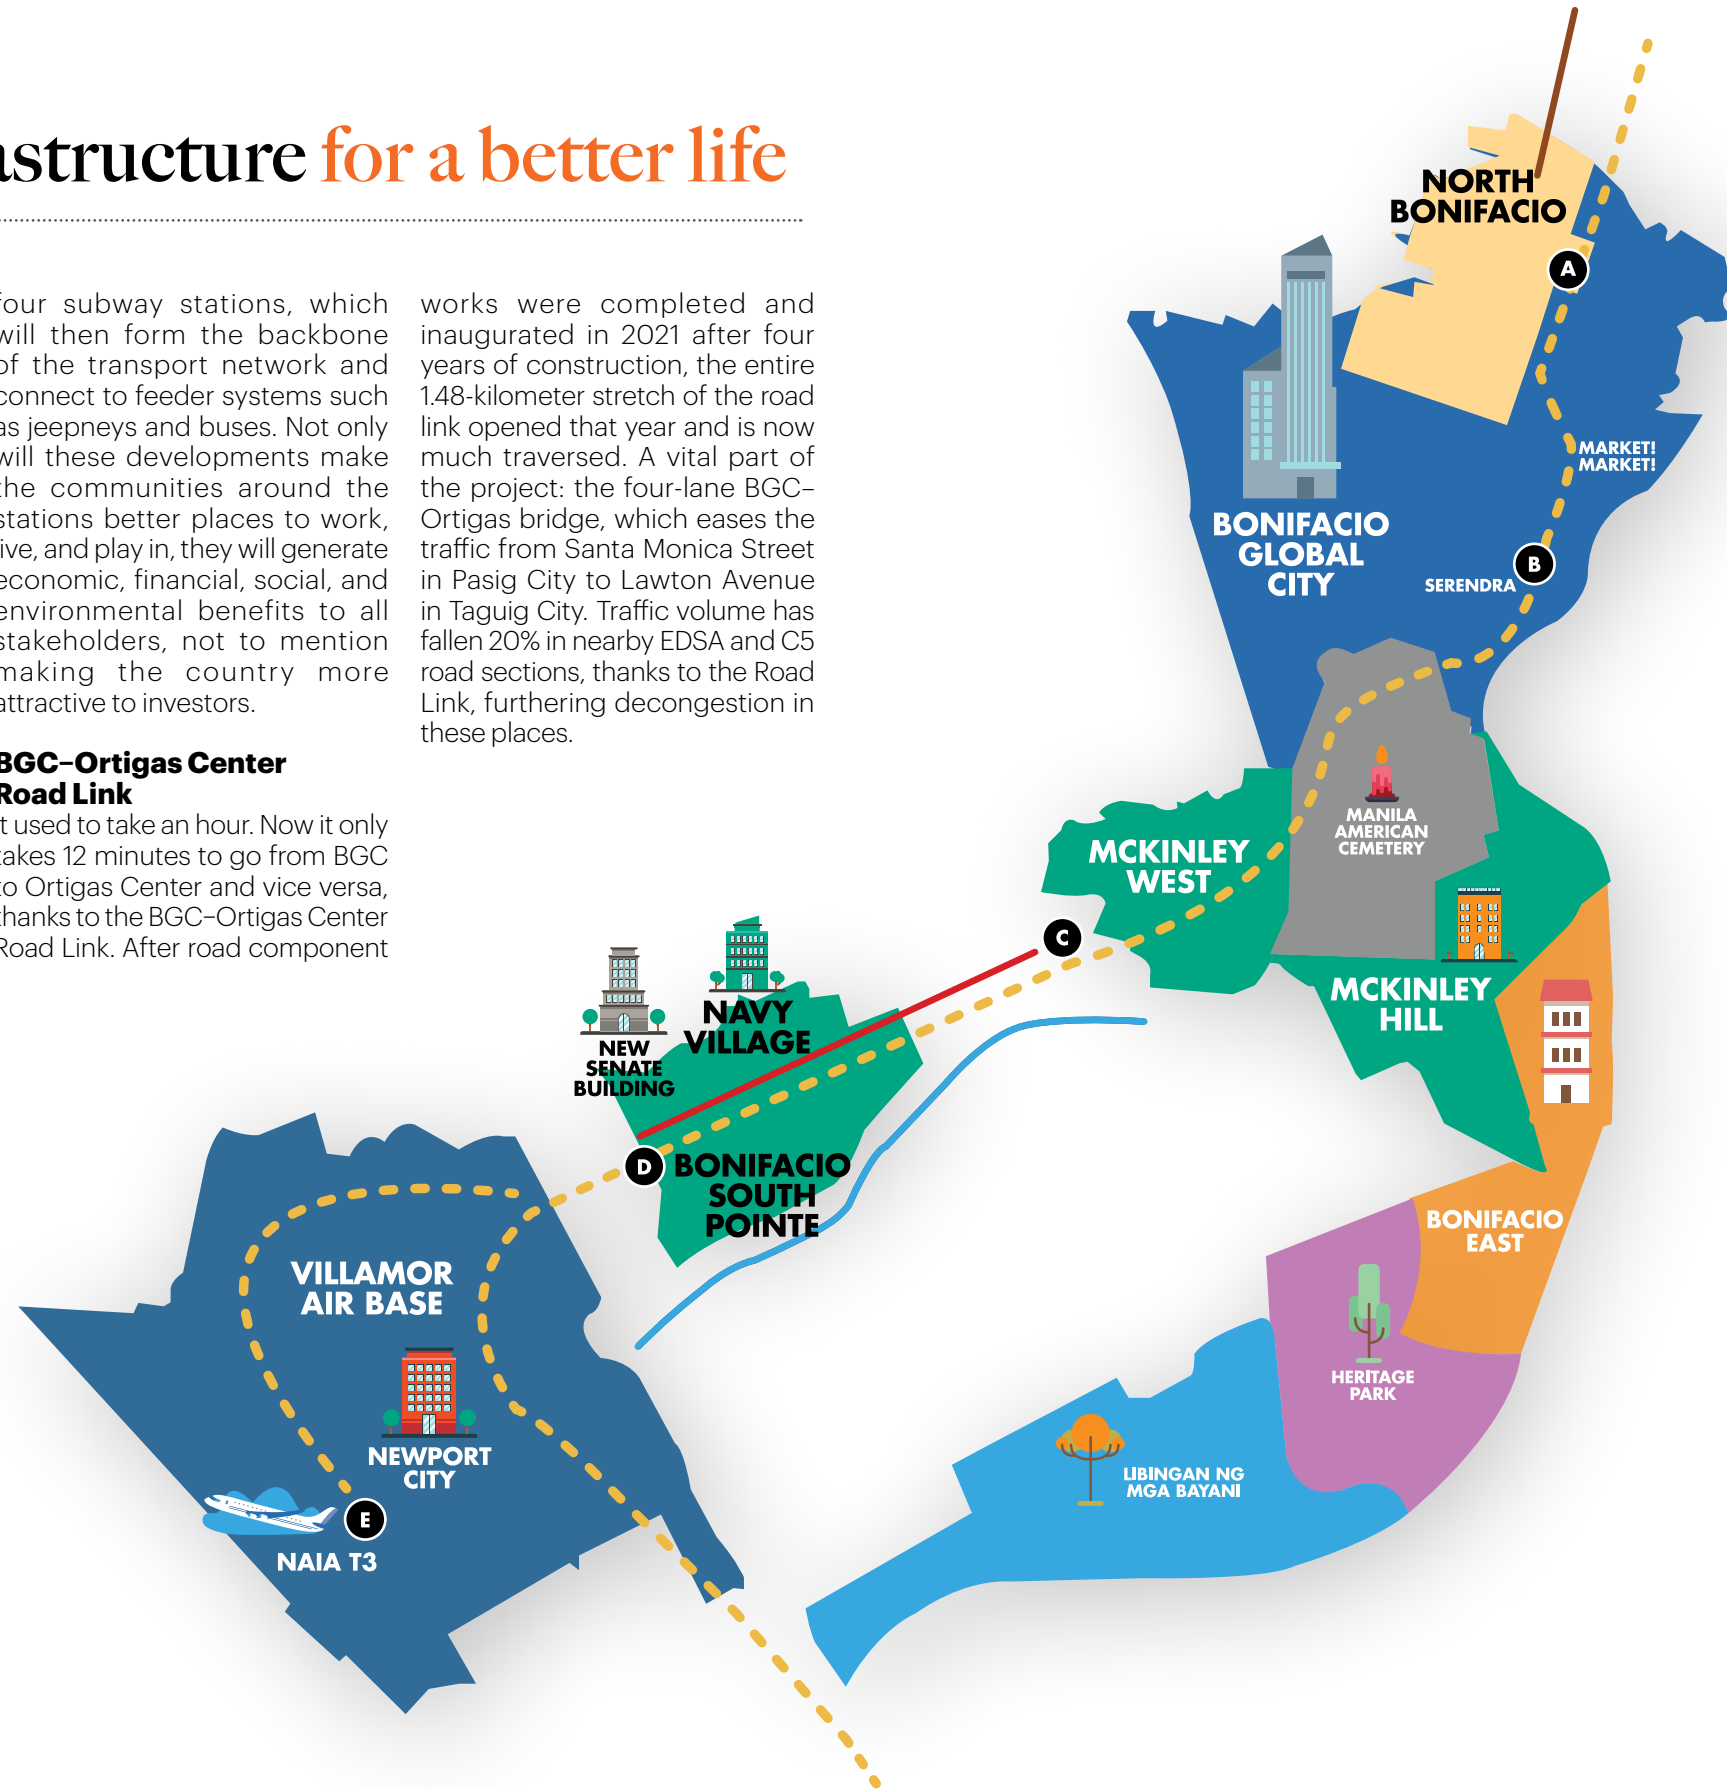 astructure for a better life
four subway stations, which
will then form the backbone
of the transport network and
connect to feeder systems such
as jeepneys and buses. Not only
will these developments make
the communities around the
stations better places to work,
ive, and play in, they will generate
economic, financial, social, and
environmental benefits to all
stakeholders, not to mention
making the country more
attractive to investors.
BGC–Ortigas Center
Road Link
t used to take an hour. Now it only
takes 12 minutes to go from BGC
to Ortigas Center and vice versa,
thanks to the BGC–Ortigas Center
Road Link. After road component
works were completed and
inaugurated in 2021 after four
years of construction, the entire
1.48-kilometer stretch of the road
link opened that year and is now
much traversed. A vital part of
the project: the four-lane BGC–
Ortigas bridge, which eases the
traffic from Santa Monica Street
in Pasig City to Lawton Avenue
in Taguig City. Traffic volume has
fallen 20% in nearby EDSA and C5
road sections, thanks to the Road
Link, furthering decongestion in
these places.
NORTH
BONIFACIO
A
MARKET!
MARKET!
BONIFACIO
GLOBAL
CITY
B
SERENDRA
MANILA
AMERICAN
CEMETERY
MCKINLEY
WEST
C
MCKINLEY
HILL
NAVY
VILLAGE
NEW
SENATE
BUILDING
D
BONIFACIO
SOUTH
POINTE
BONIFACIO
EAST
VILLAMOR
AIR BASE
HERITAGE
PARK
NEWPORT
CITY
LIBINGAN NG
MGA BAYANI
E
NAIA T3